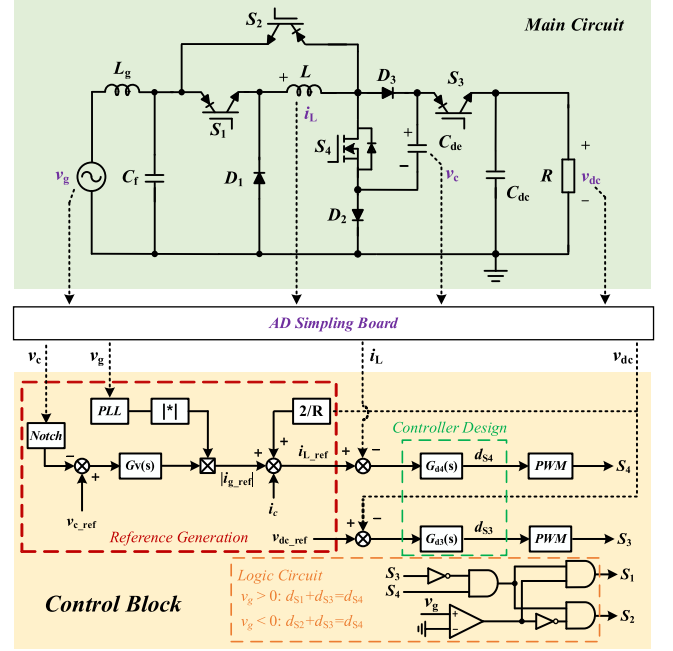 Main Circuit
S2
Lg
+ L
D3
S3
S1
iL
S4
+
−
Cde
vg
Cf
D1
vc
Cdc
R
+
vdc
−
D2
AD Simpling Board
vc
vg
iL
vdc
PLL
|*|
2/R
Notch
Controller Design
−
+
Gv(s)
+
+
|ig_ref|
iL_ref
+
−
Gd4(s)
dS4
PWM
S4
vc_ref
ic
Reference Generation
vdc_ref
+
−
Gd3(s)
dS3
PWM
S3
Logic Circuit
vg > 0: dS1+dS3=dS4
vg < 0: dS2+dS3=dS4
S3
S4
vg
+
−
S1
S2
Control Block